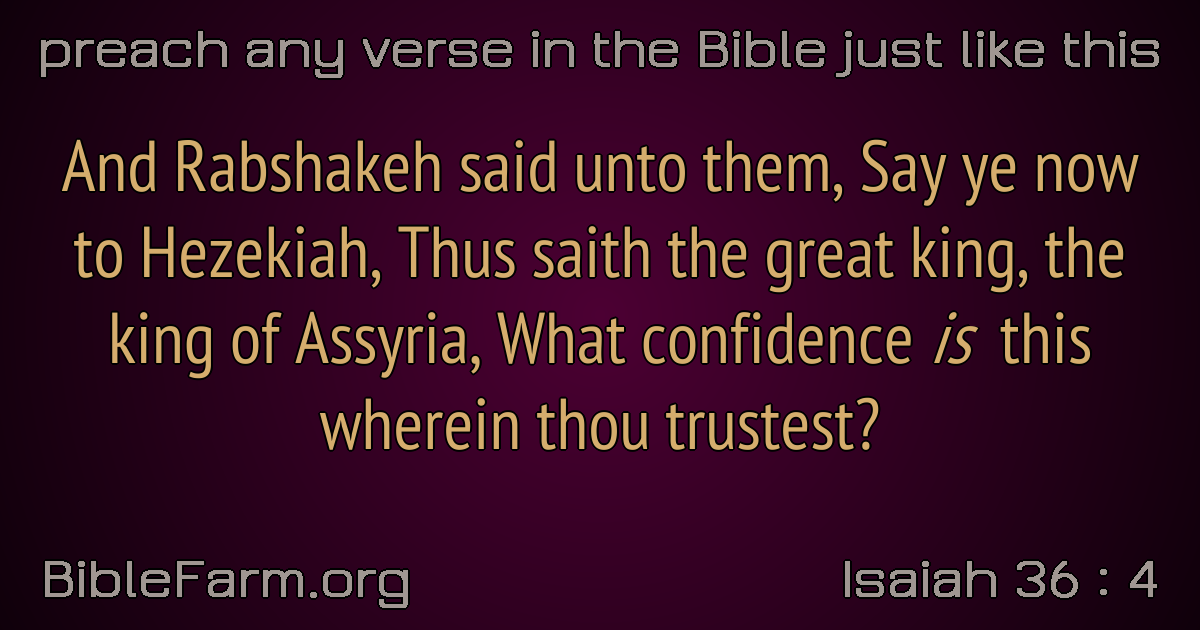 preach any verse in the Bible just like this
And Rabshakeh said unto them, Say ye now
to Hezekiah, Thus saith the great king, the
king of Assyria, What confidence is this
wherein thou trustest?
BibleFarm.org
Isaiah 36 : 4